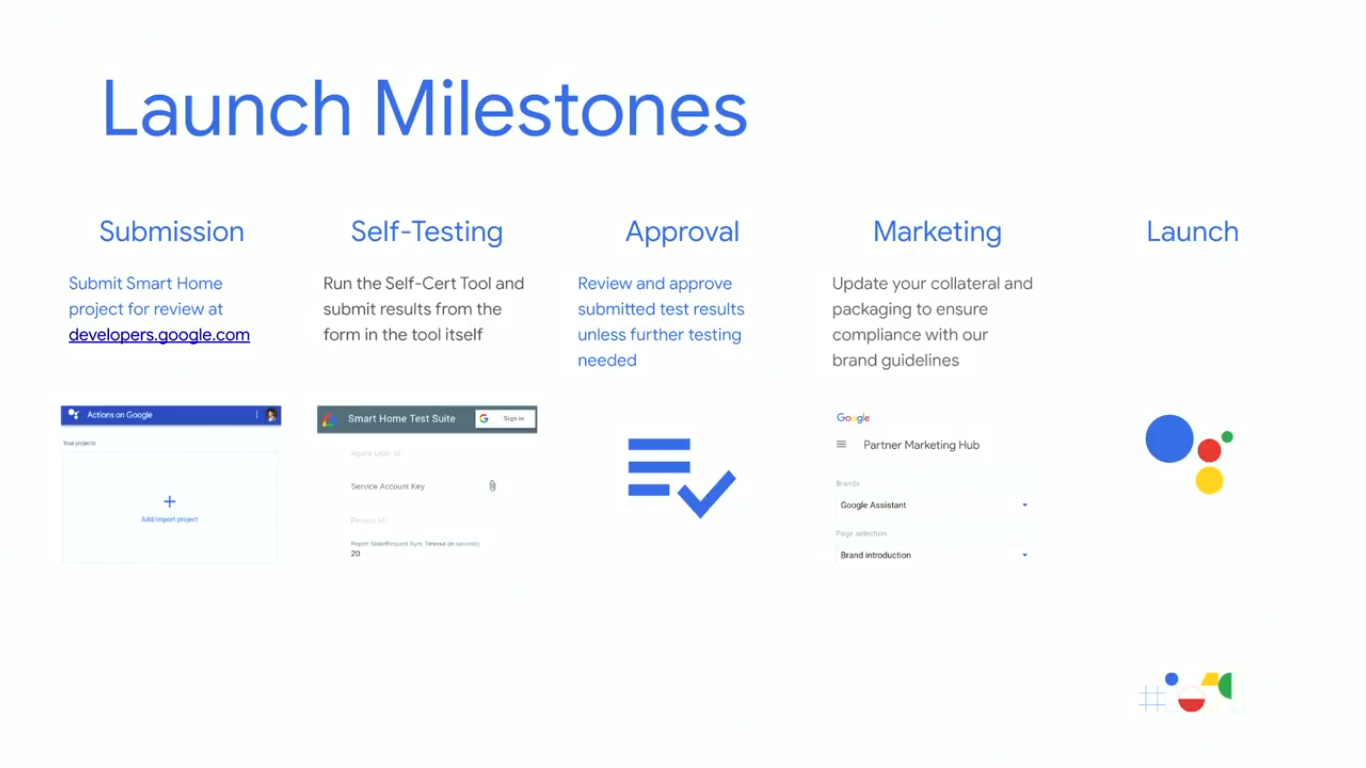 Launch Milestones
Submission
Submit Smart Home
project for review at
developers.google.com
Actions on Google
Your projects
+
Add/import project
Self-Testing
Run the Self-Cert Tool and
submit results from the
form in the tool itself
Smart Home Test Suite
Sign in
Agent User Id
Service Account Key
Project Id
Report State/Request Sync Timeout (in seconds)
20
Approval
Review and approve
submitted test results
unless further testing
needed
Marketing
Update your collateral and
packaging to ensure
compliance with our
brand guidelines
Google
Partner Marketing Hub
Brands
Google Assistant
Page selection
Brand introduction
Launch